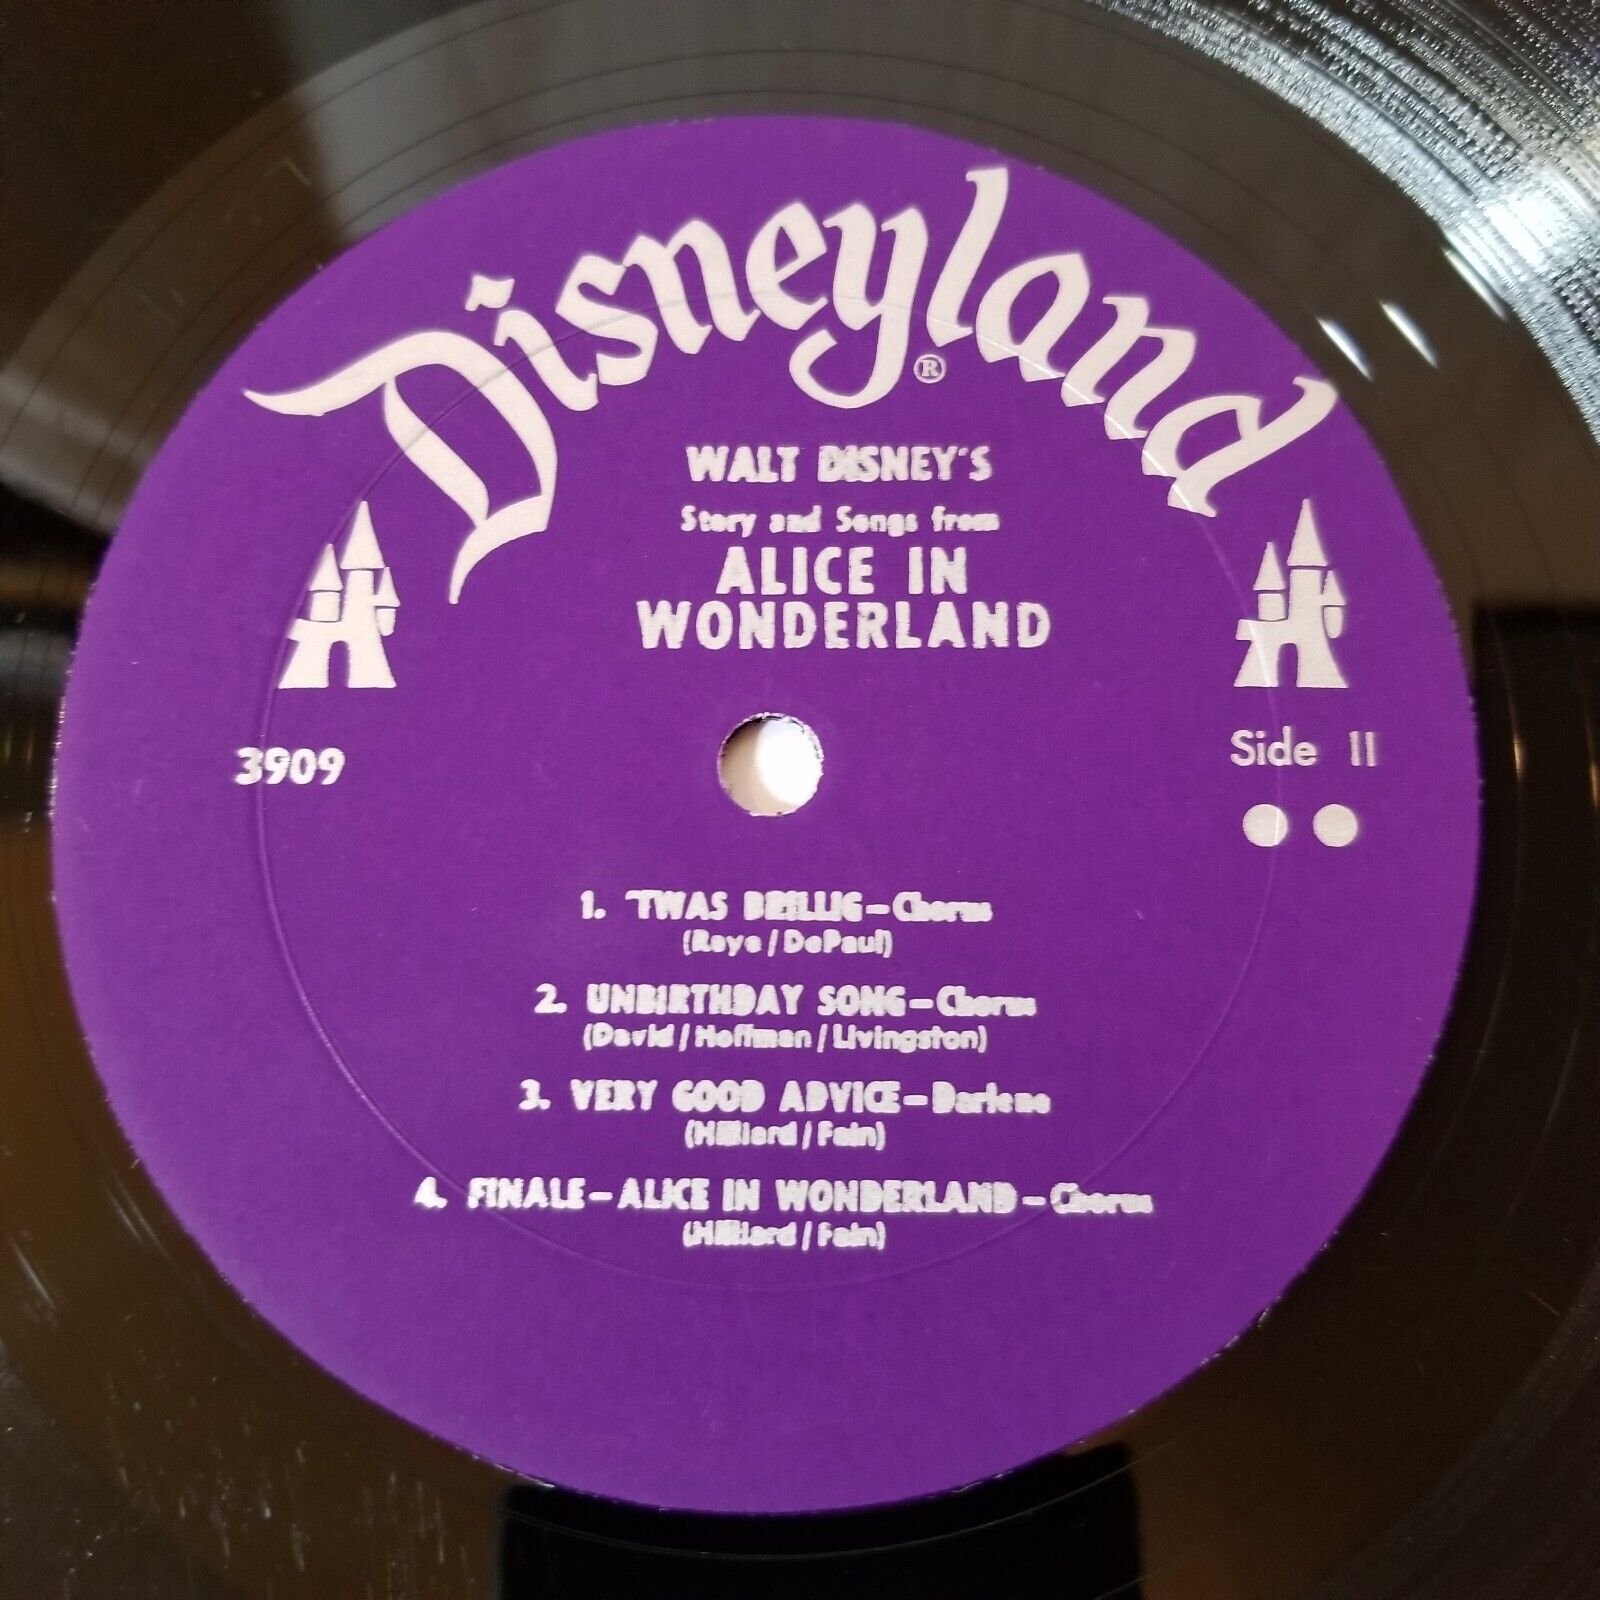 Disneyland®
WALT DISNEY'S
Story and Songs from
ALICE IN
WONDERLAND
3909
Side II
1. 'TWAS BRILLIG—Chorus
(Raye/DePaul)
2. UNBIRTHDAY SONG—Chorus
(David/Hoffman/Livingston)
3. VERY GOOD ADVICE—Darlene
(Hilliard/Fain)
4. FINALE—ALICE IN WONDERLAND—Chorus
(Hilliard/Fain)